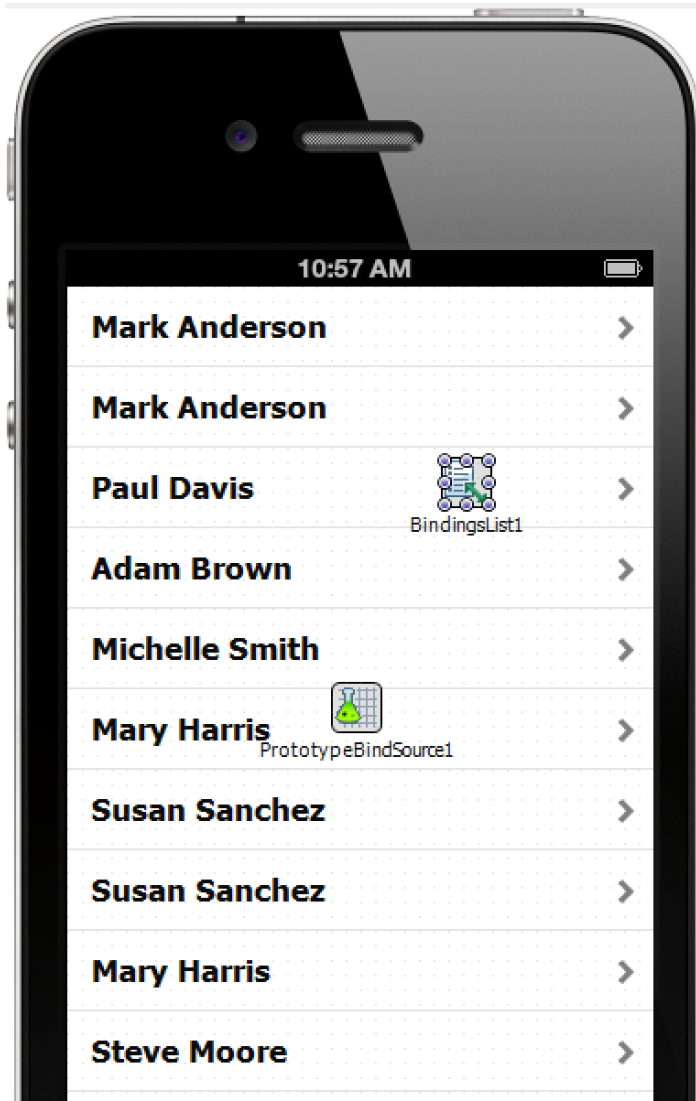 10:57 AM
Mark Anderson
Mark Anderson
Paul Davis
BindingsList1
Adam Brown
Michelle Smith
Mary Harris
PrototypeBindSource1
Susan Sanchez
Susan Sanchez
Mary Harris
Steve Moore